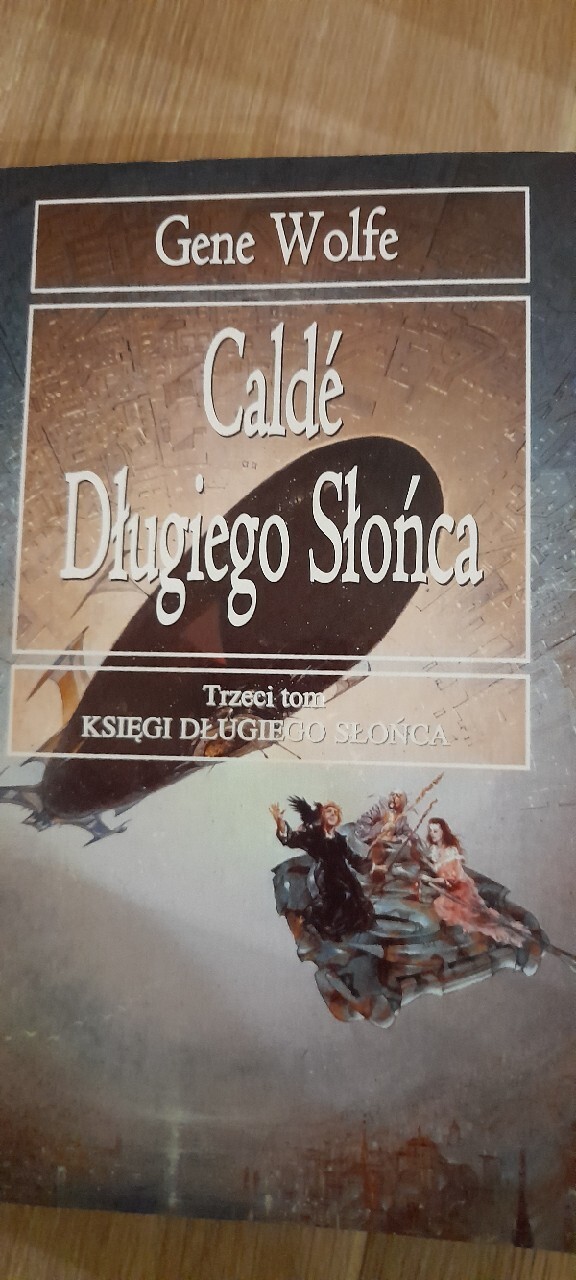 Gene Wolfe
Caldé
Długiego Słońca
Trzeci tom
KSIĘGI DŁUGIEGO SŁOŃCA